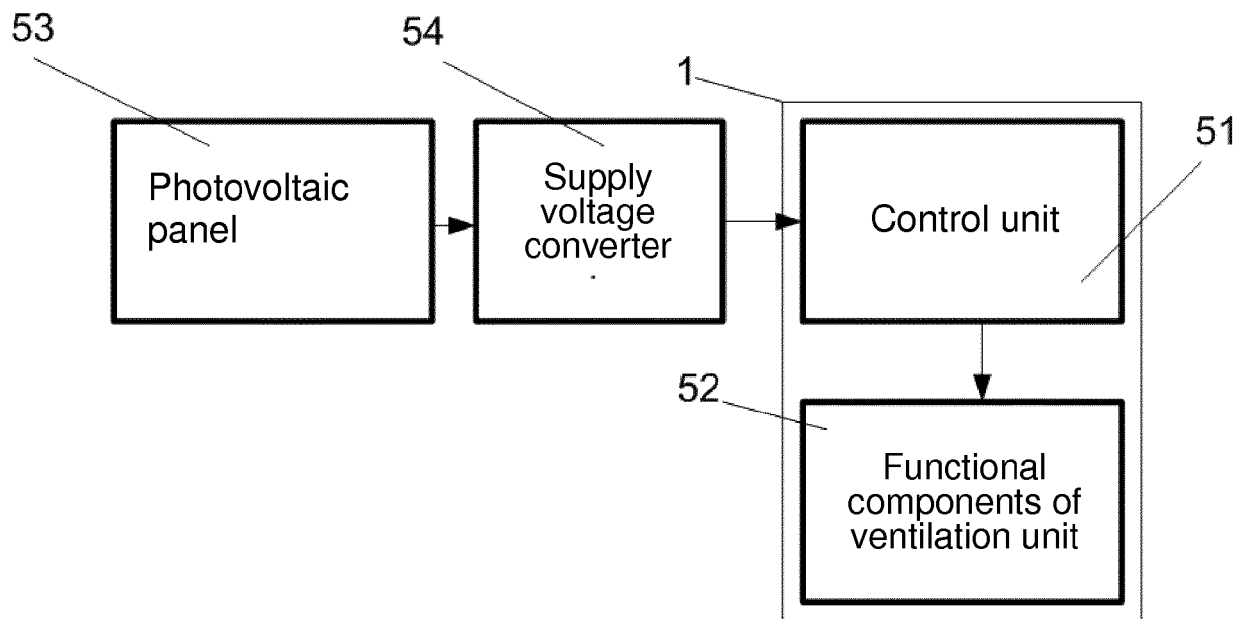 53
54
1
51
Photovoltaic
panel
Supply
voltage
converter
Control unit
52
Functional
components of
ventilation unit